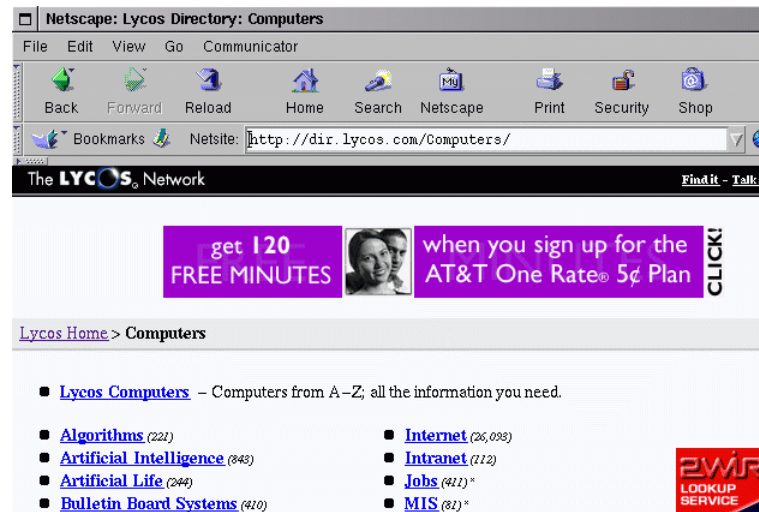 Netscape: Lycos Directory: Computers
File Edit View Go Communicator
Back Forward Reload Home Search Netscape Print Security Shop
Bookmarks Netsite: http://dir.lycos.com/Computers/
The LYCOS® Network Find it - Talk
get 120 FREE MINUTES
when you sign up for the AT&T One Rate® 5¢ Plan
CLICK!
Lycos Home > Computers
Lycos Computers – Computers from A–Z; all the information you need.
Algorithms (221)
Artificial Intelligence (843)
Artificial Life (244)
Bulletin Board Systems (410)
Internet (26,093)
Intranet (112)
Jobs (411)*
MIS (81)*
LOOKUP
SERVICE